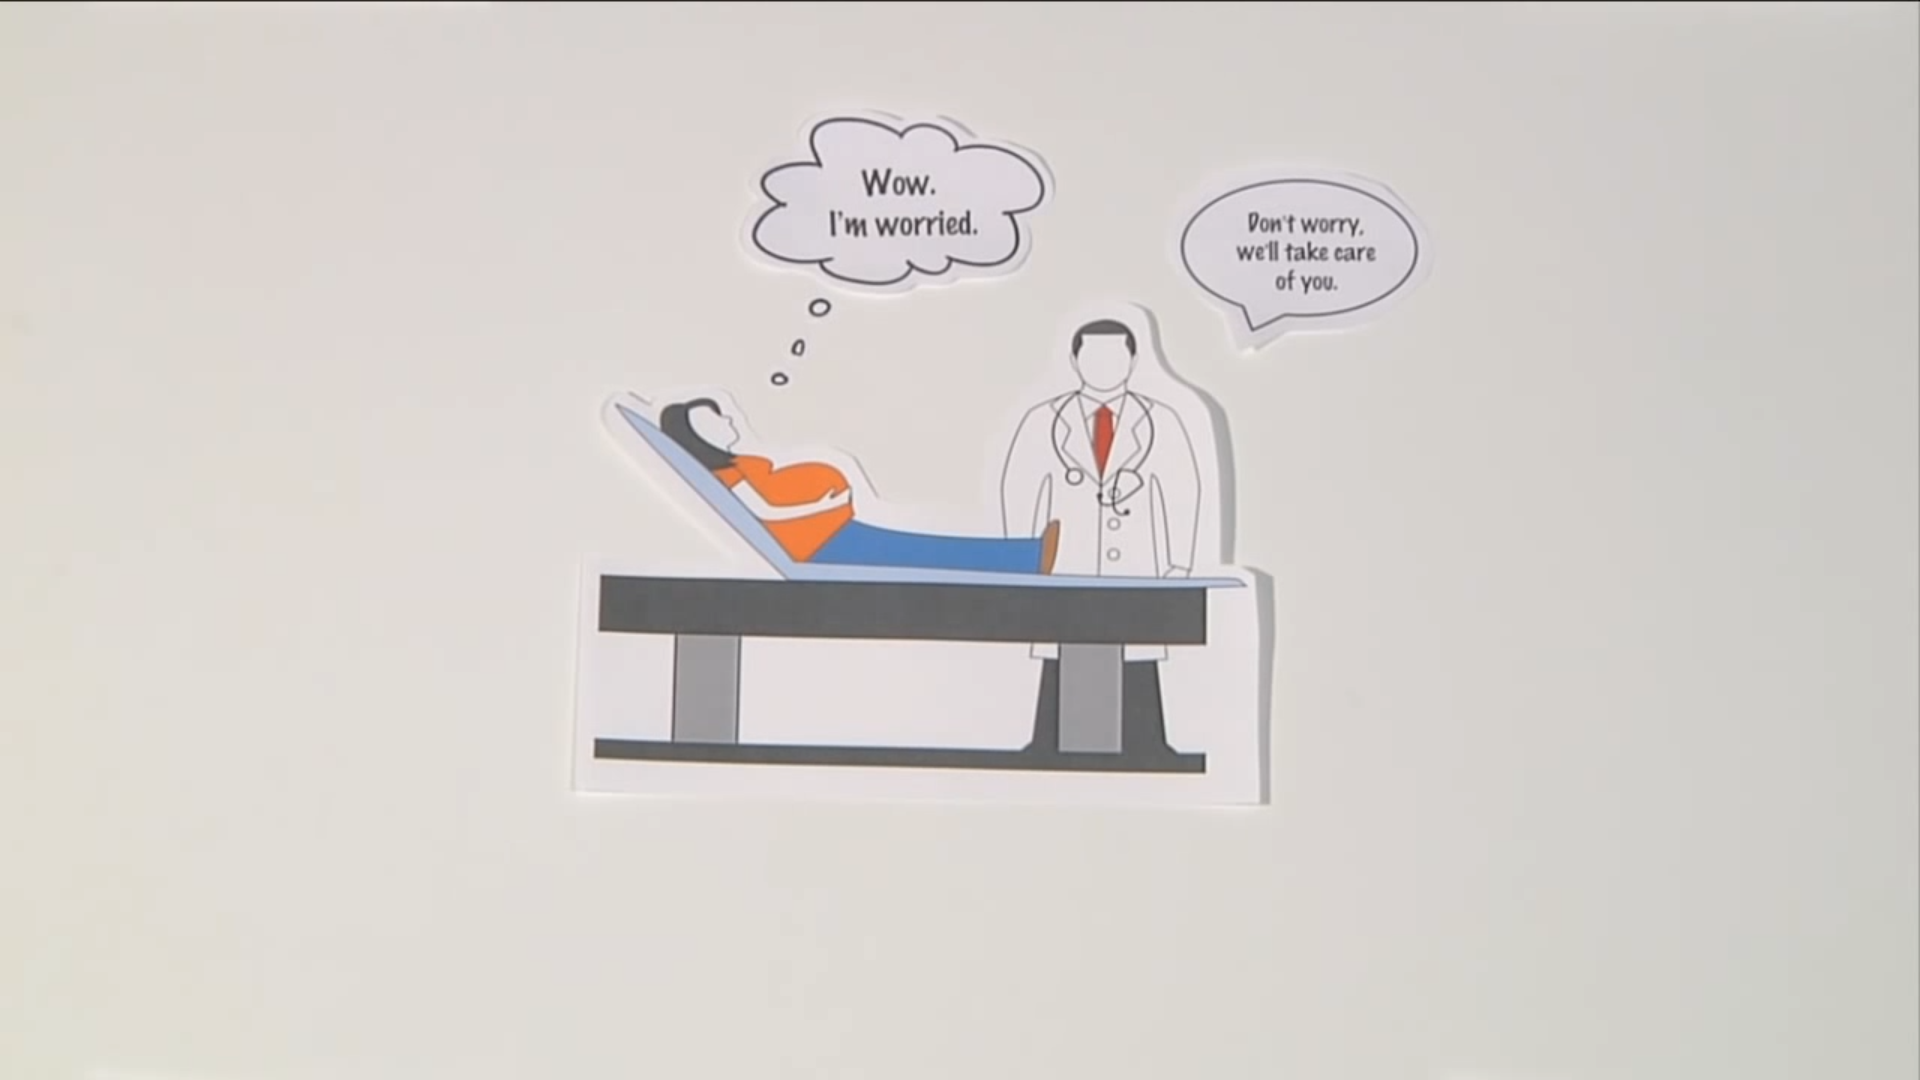 Wow.
I'm worried.
Don't worry,
we'll take care
of you.